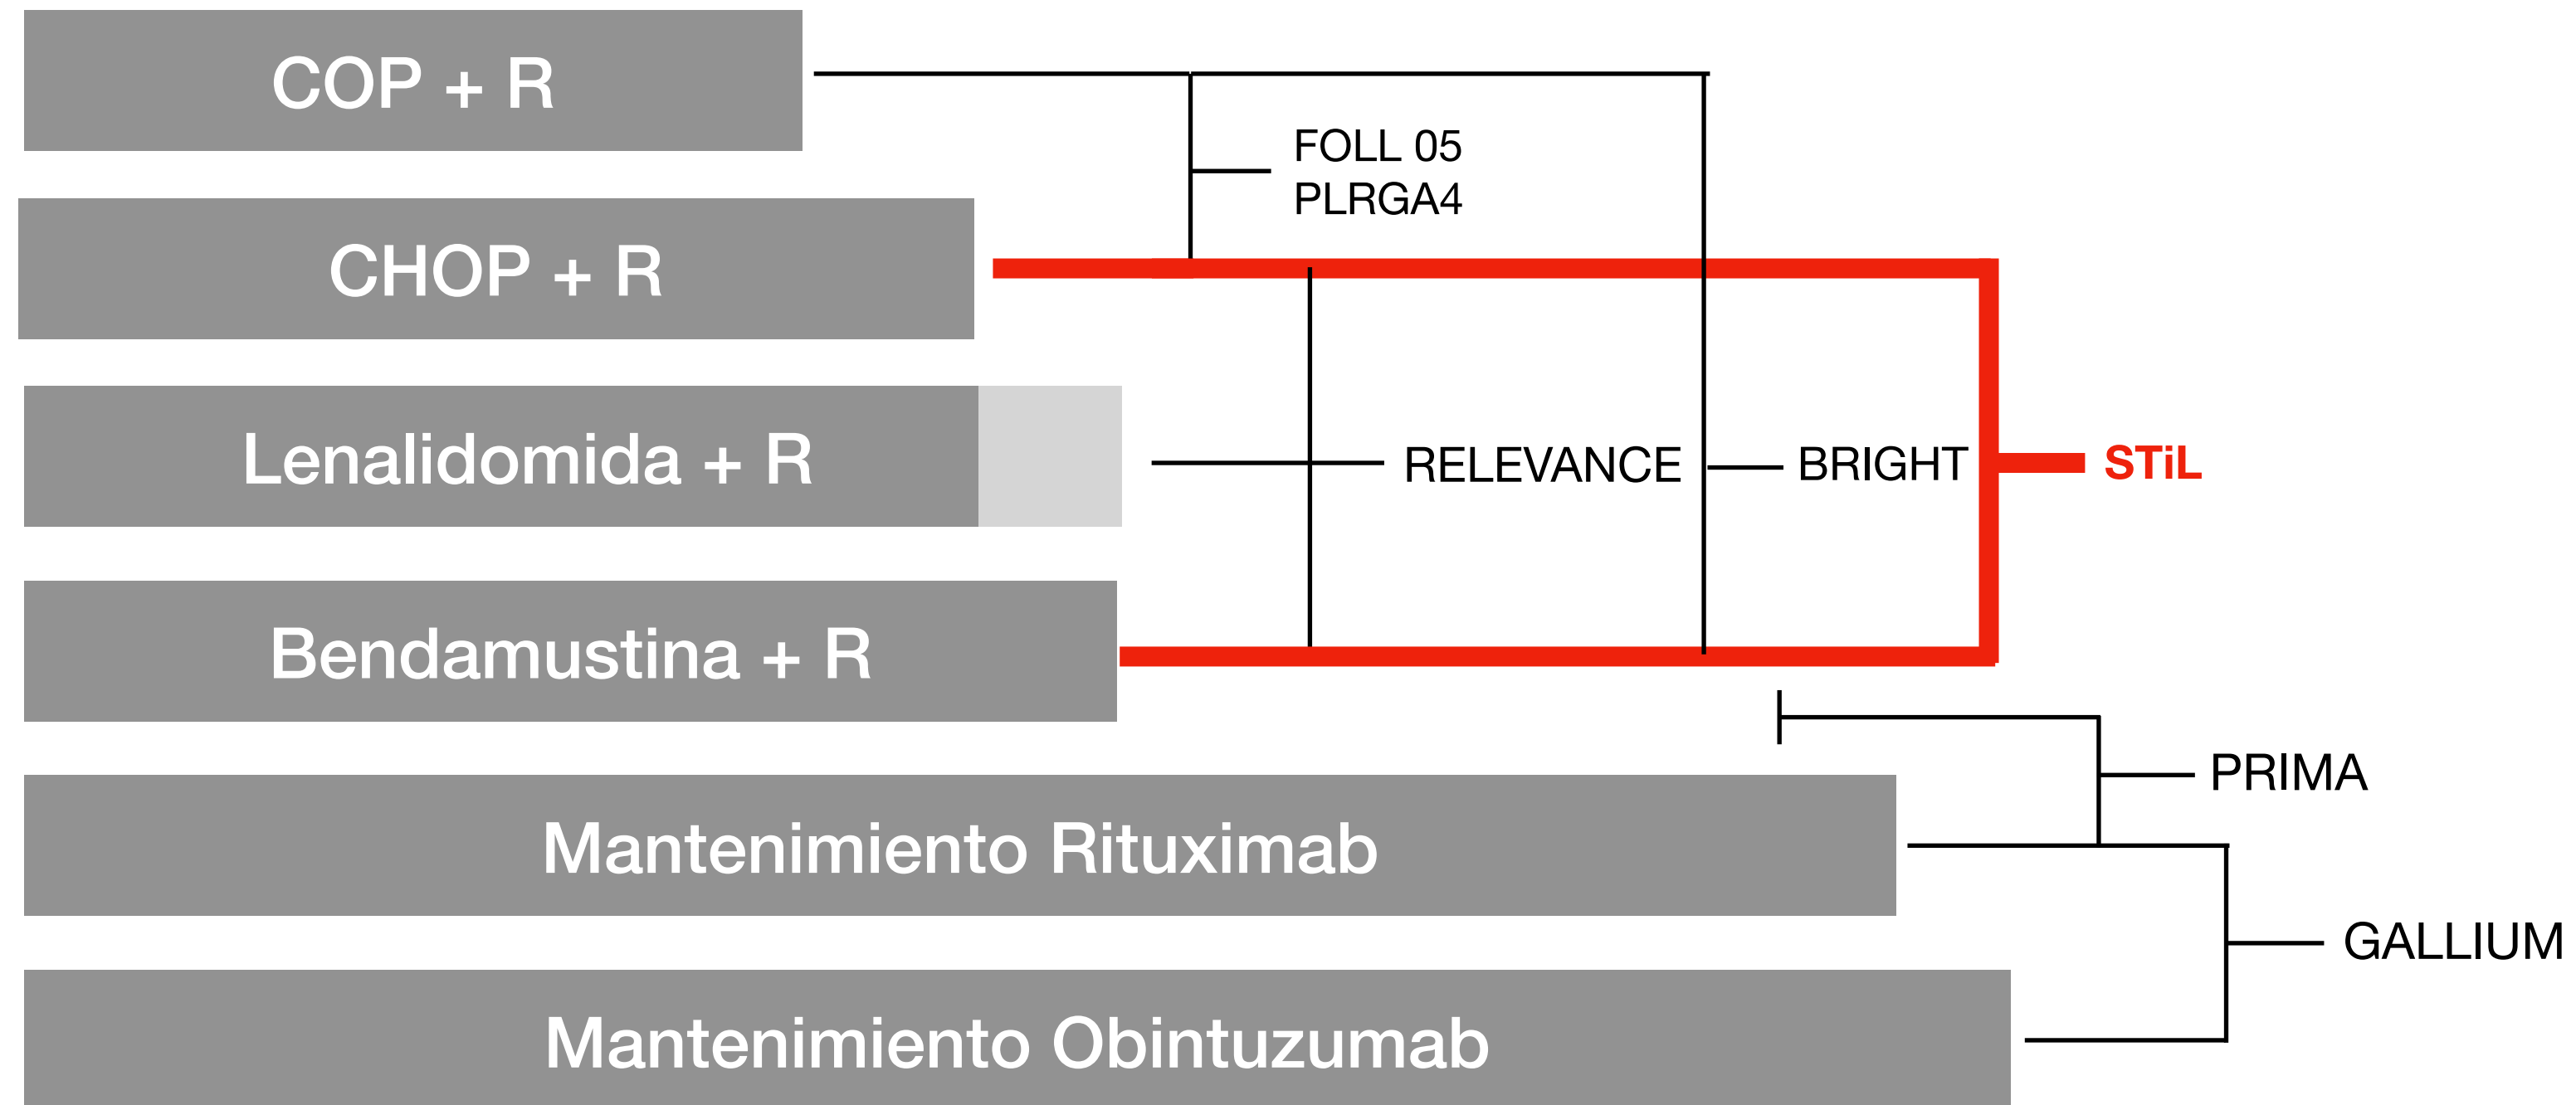 COP + R
FOLL 05
PLRGA4
CHOP + R
Lenalidomida + R
RELEVANCE
BRIGHT
STiL
Bendamustina + R
PRIMA
Mantenimiento Rituximab
GALLIUM
Mantenimiento Obintuzumab